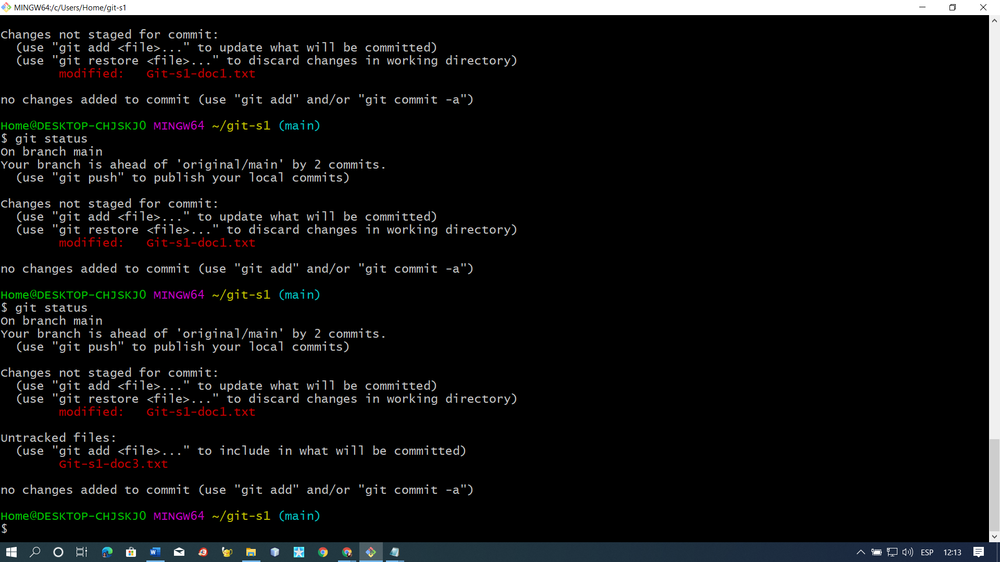 MINGW64:/c/Users/Home/git-s1
Changes not staged for commit:
  (use "git add <file>..." to update what will be committed)
  (use "git restore <file>..." to discard changes in working directory)
        modified:   Git-s1-doc1.txt
no changes added to commit (use "git add" and/or "git commit -a")
Home@DESKTOP-CHJSKJ0 MINGW64 ~/git-s1 (main)
$ git status
On branch main
Your branch is ahead of 'original/main' by 2 commits.
  (use "git push" to publish your local commits)
Changes not staged for commit:
  (use "git add <file>..." to update what will be committed)
  (use "git restore <file>..." to discard changes in working directory)
        modified:   Git-s1-doc1.txt
no changes added to commit (use "git add" and/or "git commit -a")
Home@DESKTOP-CHJSKJ0 MINGW64 ~/git-s1 (main)
$ git status
On branch main
Your branch is ahead of 'original/main' by 2 commits.
  (use "git push" to publish your local commits)
Changes not staged for commit:
  (use "git add <file>..." to update what will be committed)
  (use "git restore <file>..." to discard changes in working directory)
        modified:   Git-s1-doc1.txt
Untracked files:
  (use "git add <file>..." to include in what will be committed)
        Git-s1-doc3.txt
no changes added to commit (use "git add" and/or "git commit -a")
Home@DESKTOP-CHJSKJ0 MINGW64 ~/git-s1 (main)
$
ESP 12:13